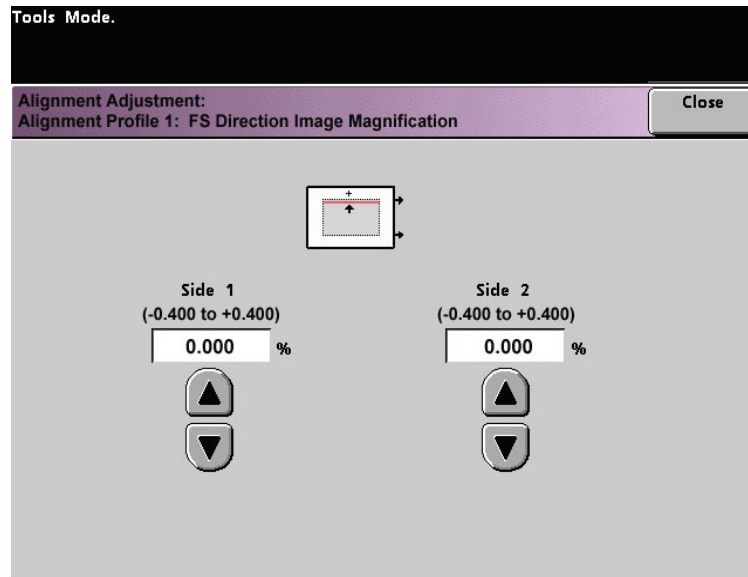 Tools Mode.
Alignment Adjustment:
Close
Alignment Profile 1: FS Direction Image Magnification
+
Side 1
Side 2
(-0.400 to +0.400)
(-0.400 to +0.400)
0.000 %
0.000 %